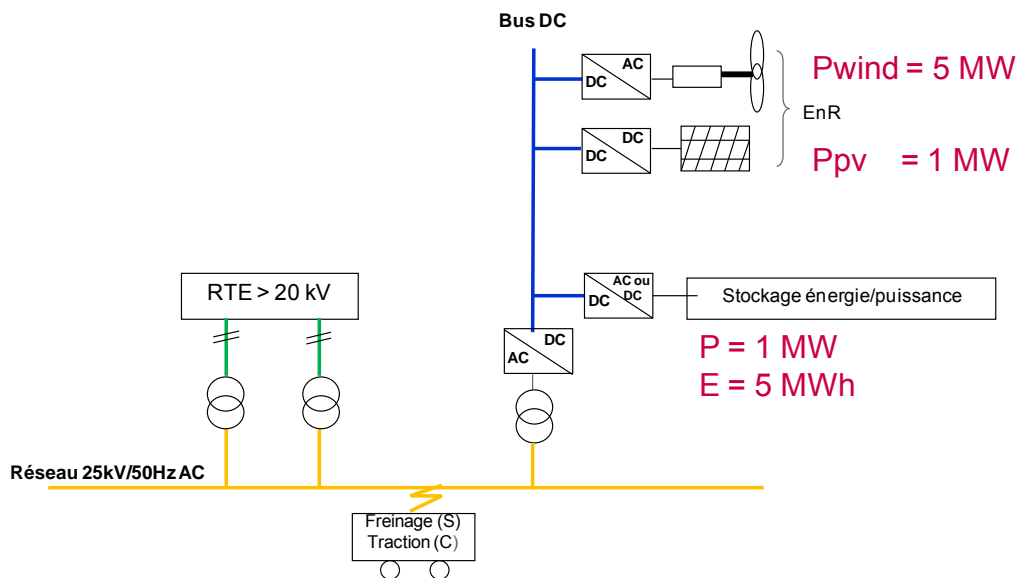 Bus DC
AC
DC
Pwind = 5 MW
EnR
DC
DC
Ppv = 1 MW
RTE > 20 kV
AC ou
DC
DC
Stockage énergie/puissance
DC
AC
P = 1 MW
E = 5 MWh
Réseau 25kV/50Hz AC
Freinage (S)
Traction (C)